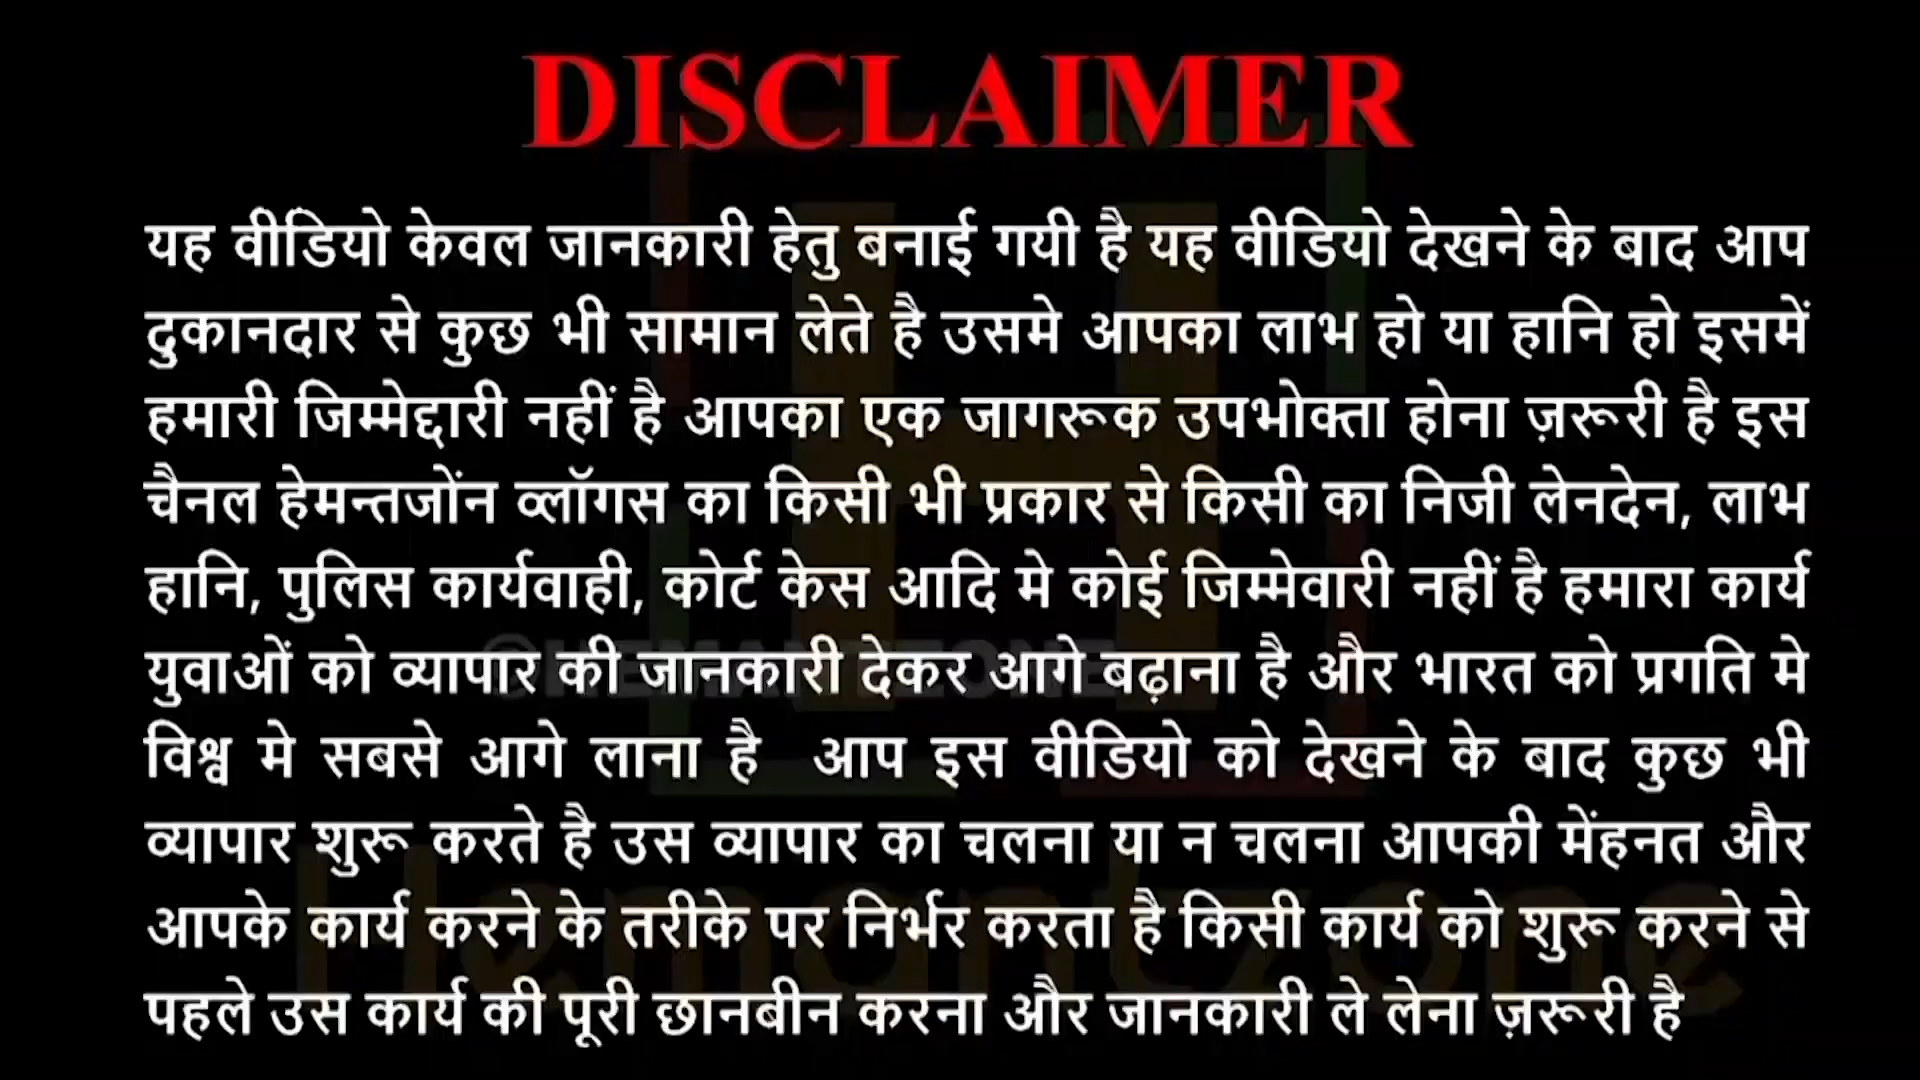 DISCLAIMER
यह वीडियो केवल जानकारी हेतु बनाई गयी है यह वीडियो देखने के बाद आप
दुकानदार से कुछ भी सामान लेते है उसमे आपका लाभ हो या हानि हो इसमें
हमारी जिम्मेद्दारी नहीं है आपका एक जागरूक उपभोक्ता होना ज़रूरी है इस
चैनल हेमन्तजोंन व्लॉगस का किसी भी प्रकार से किसी का निजी लेनदेन, लाभ
हानि, पुलिस कार्यवाही, कोर्ट केस आदि मे कोई जिम्मेवारी नहीं है हमारा कार्य
युवाओं को व्यापार की जानकारी देकर आगे बढ़ाना है और भारत को प्रगति मे
विश्व मे सबसे आगे लाना है आप इस वीडियो को देखने के बाद कुछ भी
व्यापार शुरू करते है उस व्यापार का चलना या न चलना आपकी मेंहनत और
आपके कार्य करने के तरीके पर निर्भर करता है किसी कार्य को शुरू करने से
पहले उस कार्य की पूरी छानबीन करना और जानकारी ले लेना ज़रूरी है
@HEMANTZONE
Hemantzone